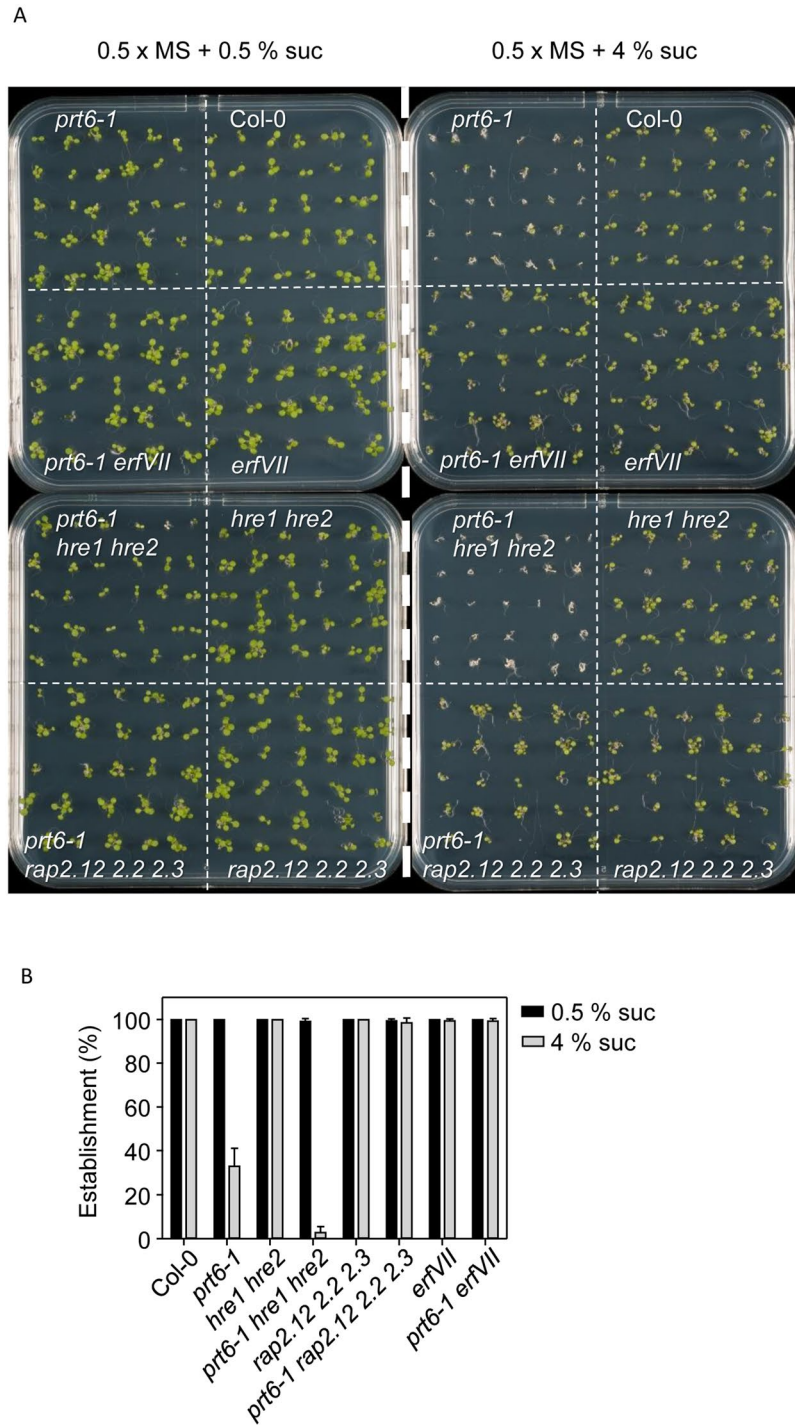 A
0.5 x MS + 0.5 % suc
0.5 x MS + 4 % suc
prt6-1
Col-0
prt6-1
Col-0
prt6-1 erfVII
erfVII
prt6-1 erfVII
erfVII
prt6-1
hre1 hre2
hre1 hre2
prt6-1
hre1 hre2
hre1 hre2
prt6-1
rap2.12 2.2 2.3
rap2.12 2.2 2.3
prt6-1
rap2.12 2.2 2.3
rap2.12 2.2 2.3
B
Establishment (%)
100
80
60
40
20
0
0.5 % suc
4 % suc
Col-0
prt6-1
hre1 hre2
prt6-1 hre1 hre2
rap2.12 2.2 2.3
prt6-1 rap2.12 2.2 2.3
erfVII
prt6-1 erfVII